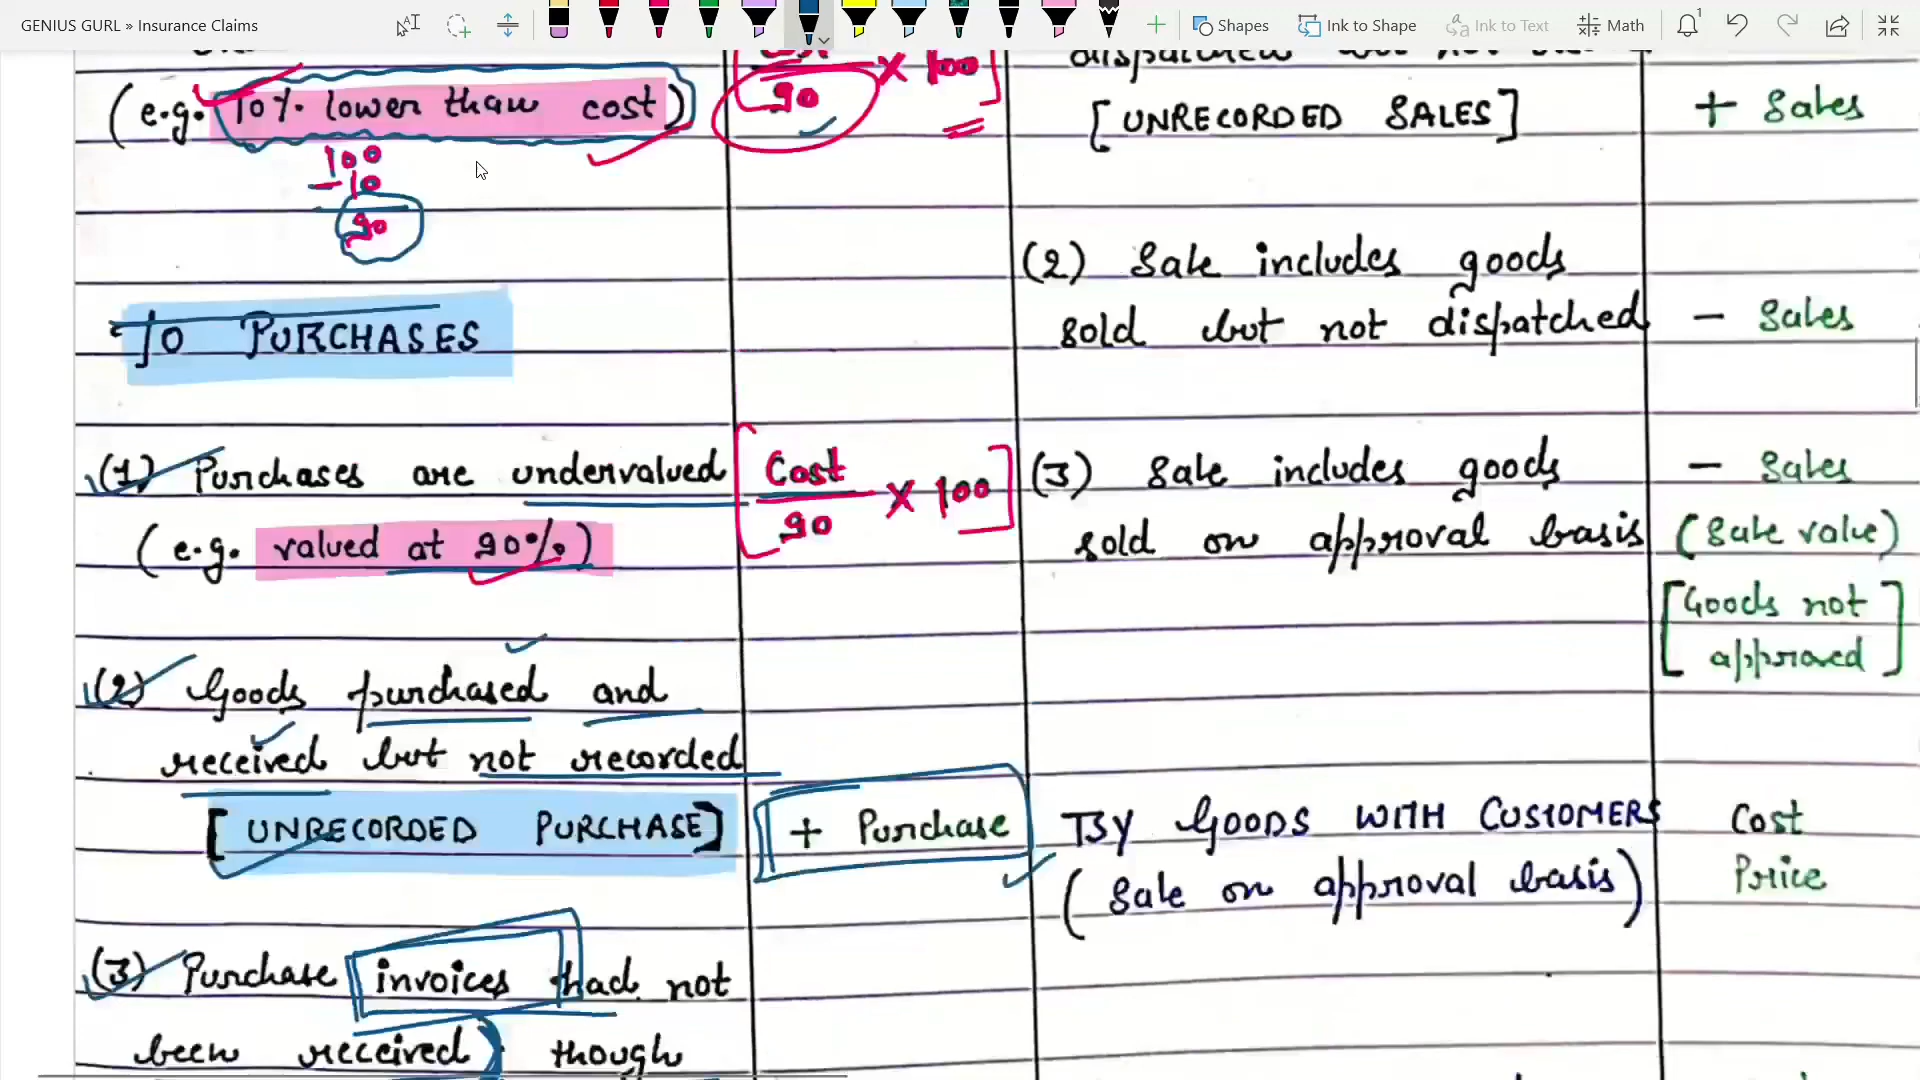 GENIUS GURL » Insurance Claims
Shapes
Ink to Shape
Ink to Text
Math
(e.g. 10% lower than cost)
100
- 10
90
90 × 100]
[UNRECORDED SALES]
+ Sales
To PURCHASES
(2) Sale includes goods
sold but not dispatched
- Sales
(1) Purchases are undervalued
(e.g. valued at 90%)
[Cost
90 × 100]
(3) Sale includes goods
sold on approval basis
- Sales
(Sale value)
[Goods not
approved]
(2) Goods purchased and
received but not recorded
[UNRECORDED PURCHASE]
+ Purchase
TSY GOODS WITH CUSTOMERS
(Sale on approval basis)
Cost
Price
(3) Purchase invoices had not
been received though